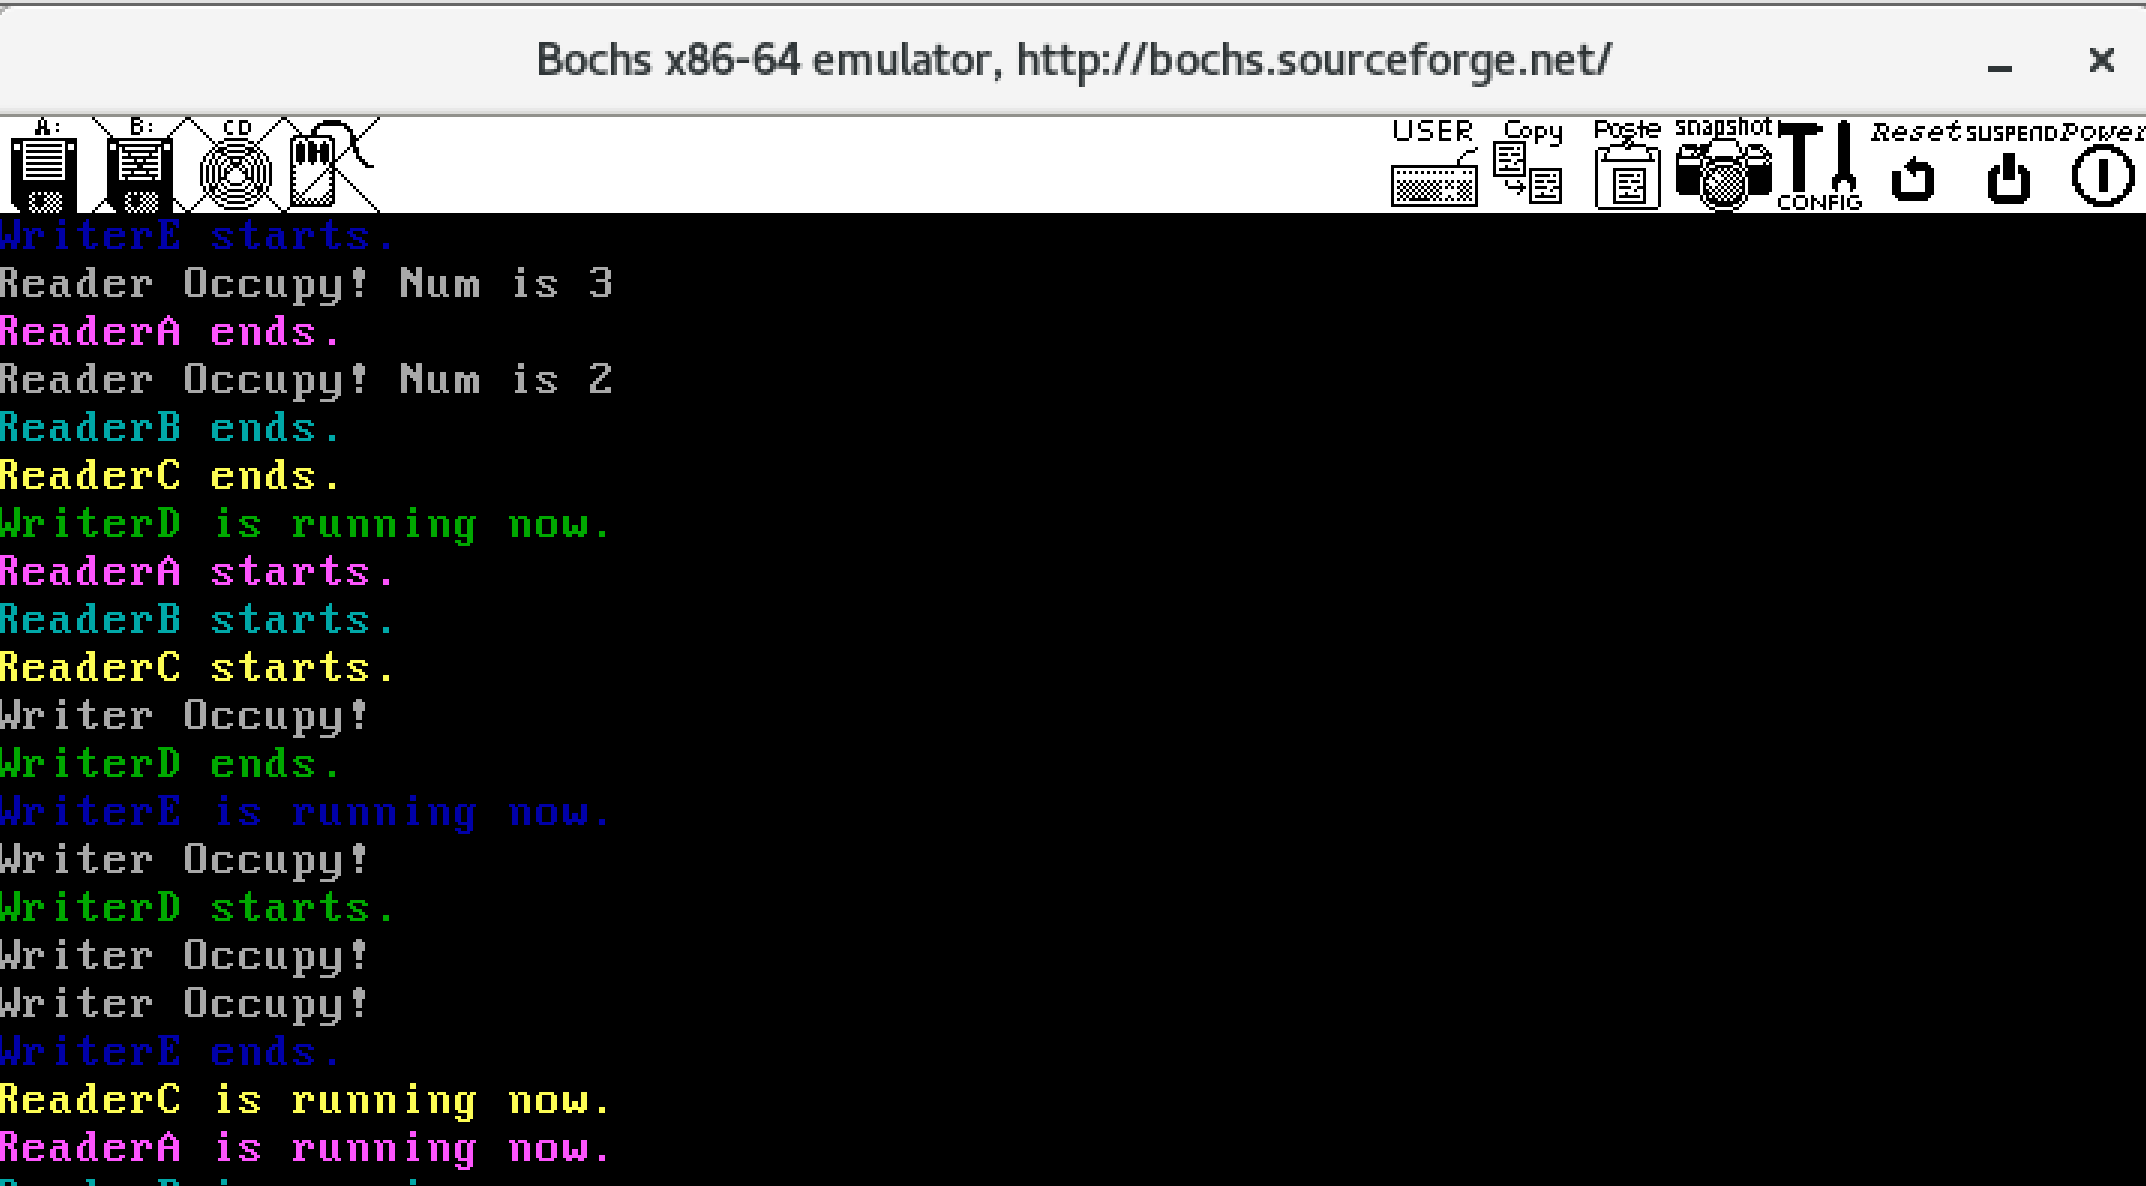 Bochs x86-64 emulator, http://bochs.sourceforge.net/
A: B: CD USER Copy Paste snapshot CONFIG Reset SUSPEND Power
WriterE starts.
Reader Occupy! Num is 3
ReaderA ends.
Reader Occupy! Num is 2
ReaderB ends.
ReaderC ends.
WriterD is running now.
ReaderA starts.
ReaderB starts.
ReaderC starts.
Writer Occupy!
WriterD ends.
WriterE is running now.
Writer Occupy!
WriterD starts.
Writer Occupy!
Writer Occupy!
WriterE ends.
ReaderC is running now.
ReaderA is running now.